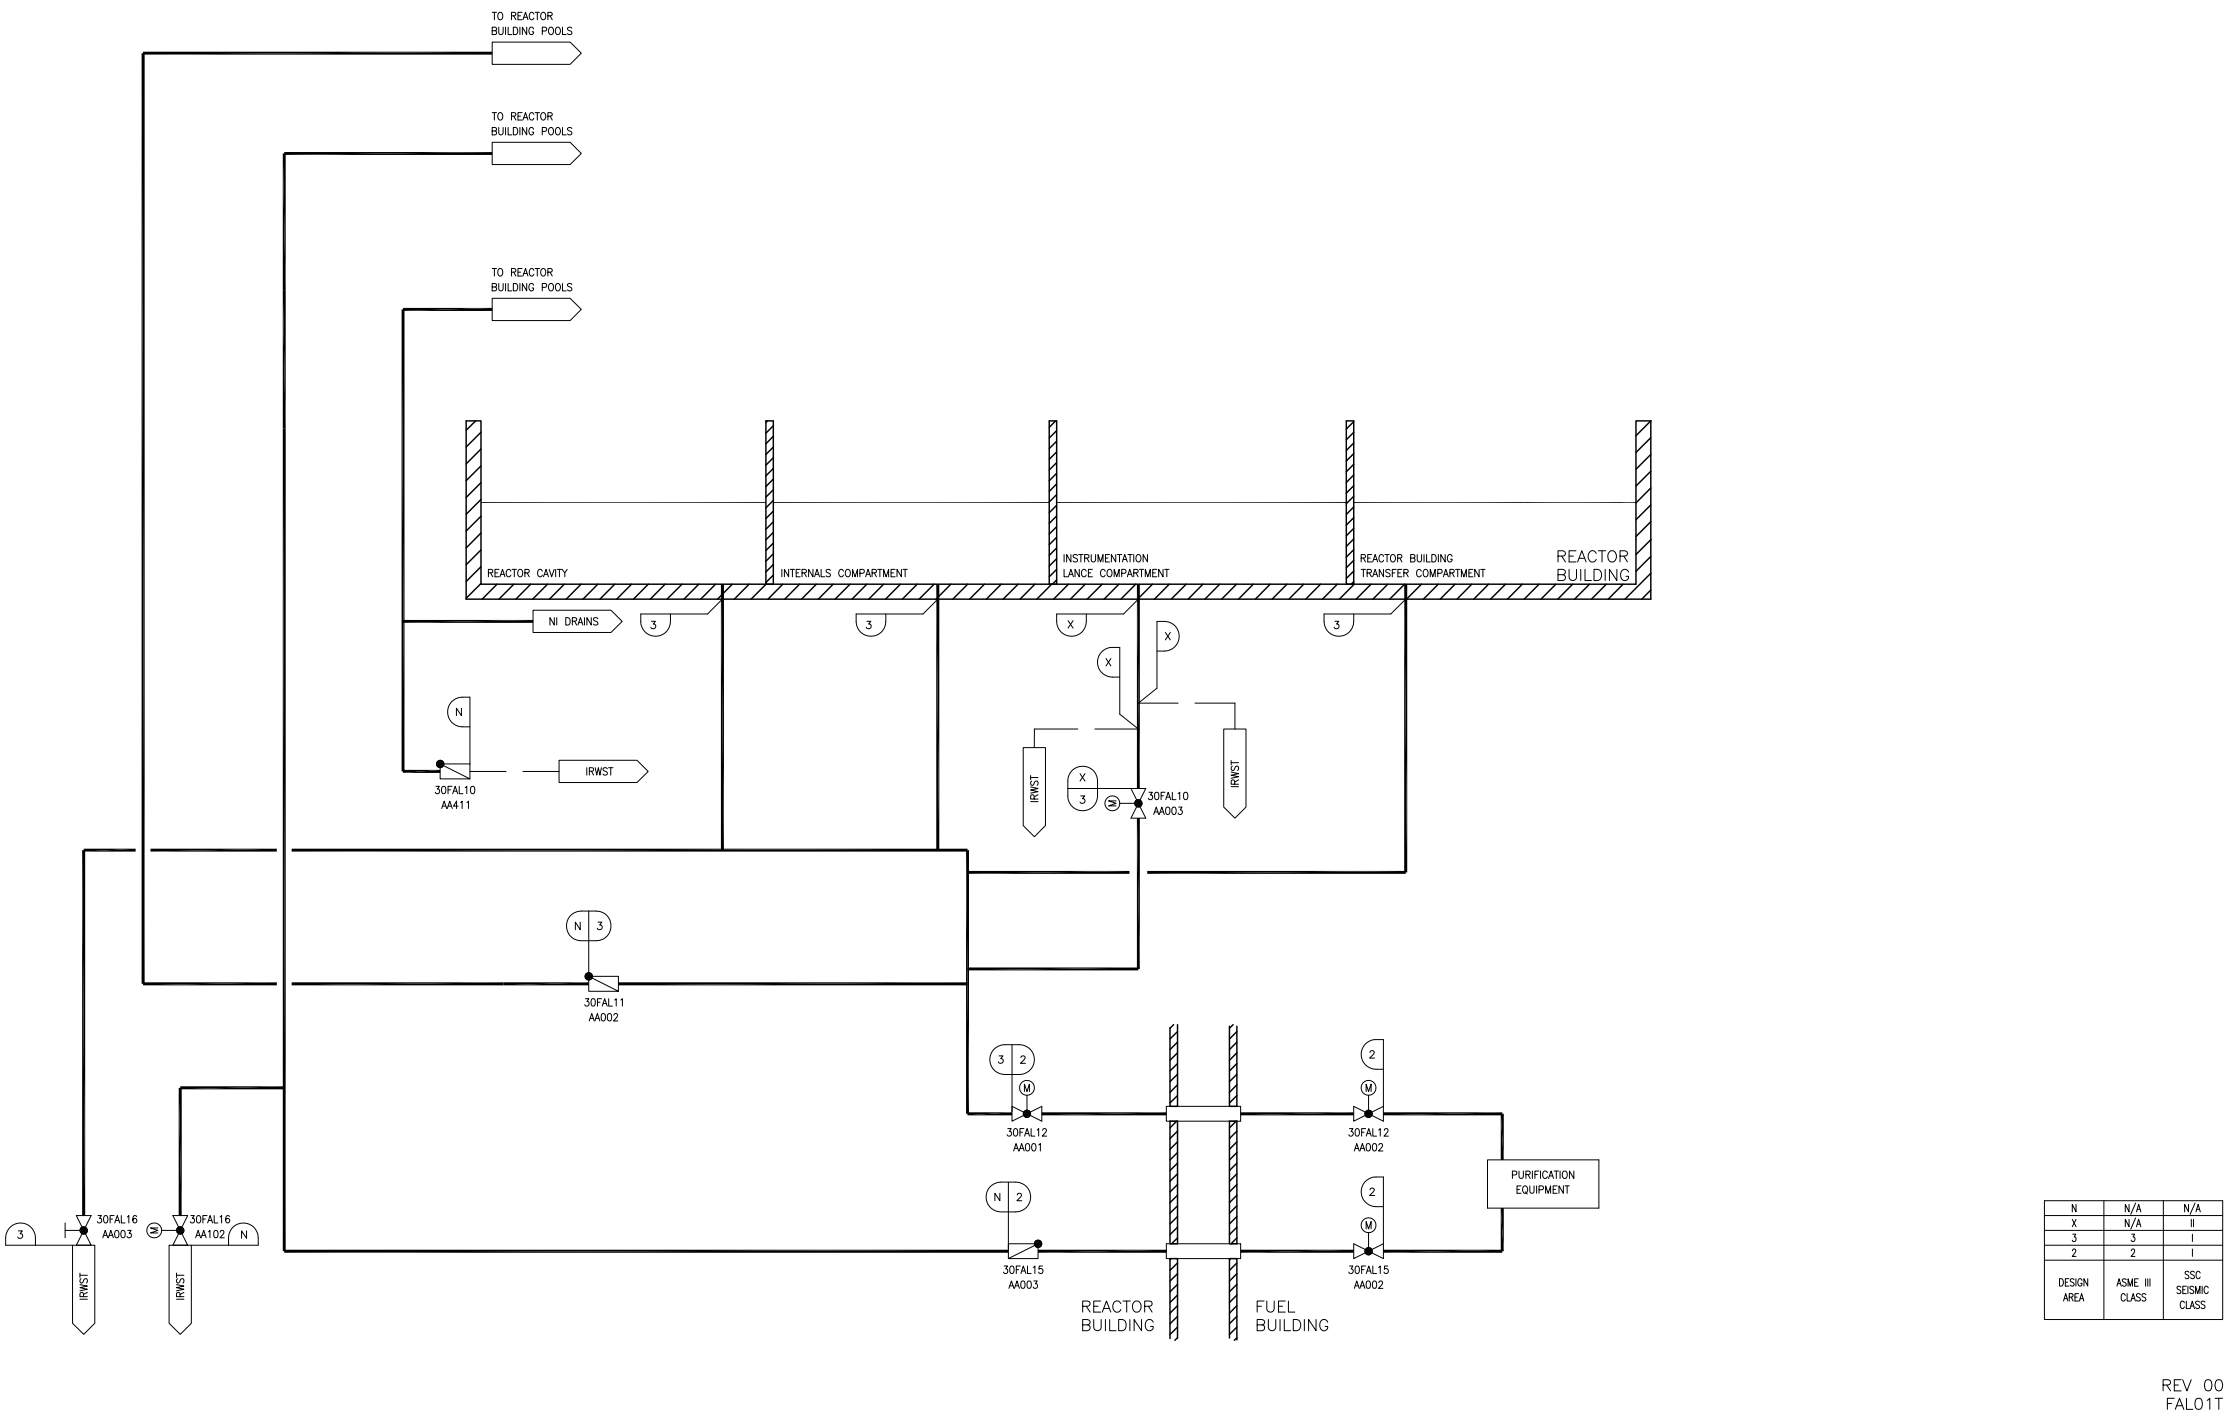 TO REACTOR
BUILDING POOLS
TO REACTOR
BUILDING POOLS
TO REACTOR
BUILDING POOLS
REACTOR CAVITY
INTERNALS COMPARTMENT
INSTRUMENTATION
LANCE COMPARTMENT
REACTOR BUILDING
TRANSFER COMPARTMENT
REACTOR
BUILDING
NI DRAINS
3
3
X
3
X
X
N
IRWST
30FAL10
AA411
IRWST
X
3
M
30FAL10
AA003
IRWST
N 3
30FAL11
AA002
3 2
M
30FAL12
AA001
2
M
30FAL12
AA002
PURIFICATION
EQUIPMENT
3
30FAL16
AA003
IRWST
M
30FAL16
AA102
N
IRWST
N 2
30FAL15
AA003
2
M
30FAL15
AA002
REACTOR
BUILDING
FUEL
BUILDING
N N/A N/A
X N/A II
3 3 I
2 2 I
DESIGN
AREA
ASME III
CLASS
SSC
SEISMIC
CLASS
REV 00
FAL01T